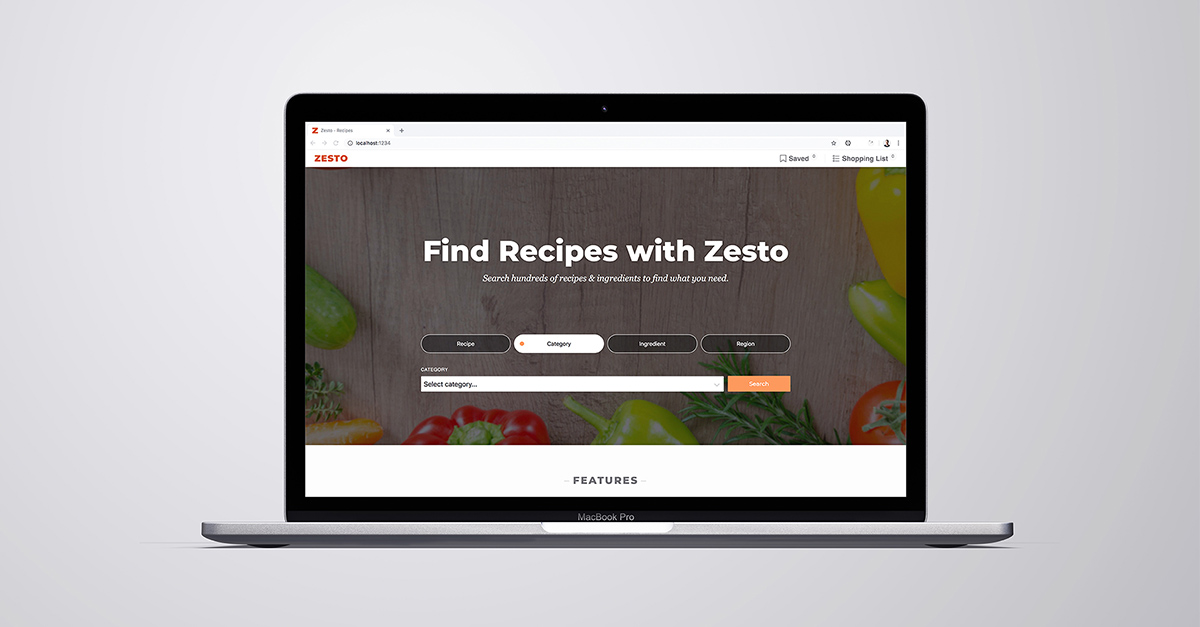 Zesto - Recipes
localhost:1234
ZESTO
Saved 0
Shopping List 0
Find Recipes with Zesto
Search hundreds of recipes & ingredients to find what you need.
Recipe Category Ingredient Region
CATEGORY
Select category...
Search
FEATURES
MacBook Pro